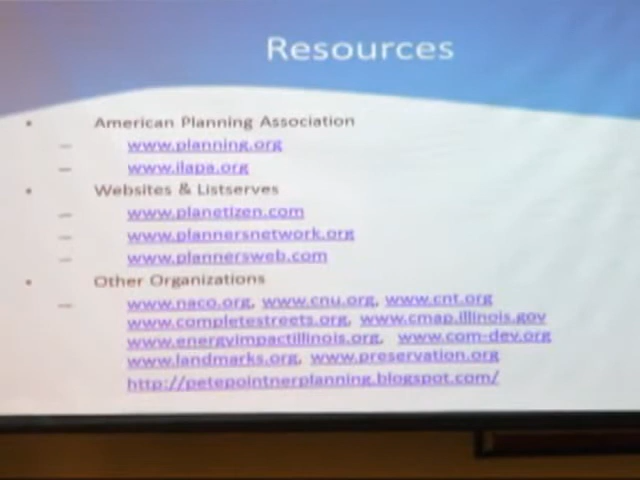 Resources
• American Planning Association
– www.planning.org
– www.ilapa.org
• Websites & Listserves
– www.planetizen.com
– www.plannersnetwork.org
– www.plannersweb.com
• Other Organizations
– www.naco.org, www.cnu.org, www.cnt.org
www.completestreets.org, www.cmap.illinois.gov
www.energyimpactillinois.org, www.com-dev.org
www.landmarks.org, www.preservation.org
http://petepointnerplanning.blogspot.com/